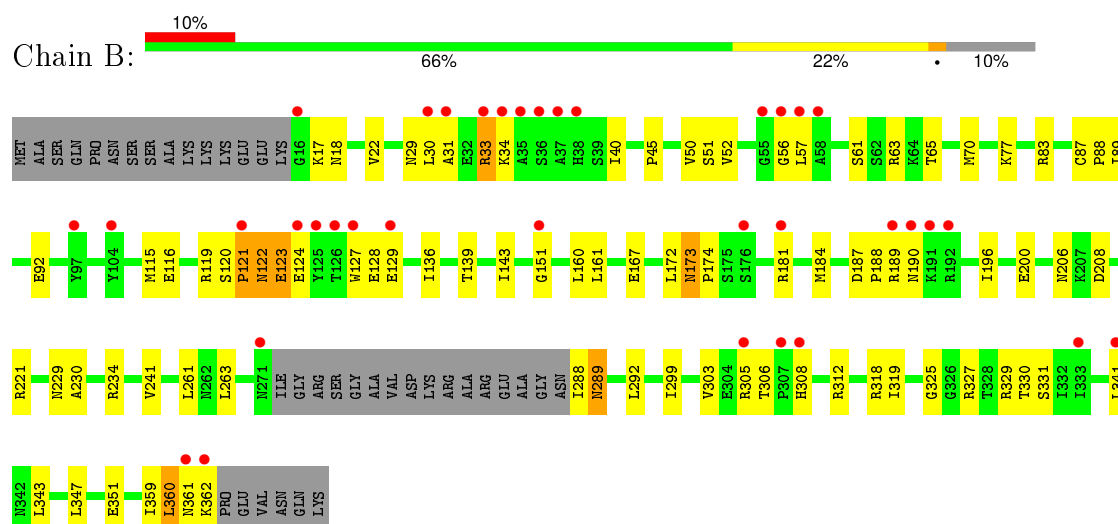 10%
Chain B:
66% 22% • 10%
MET ALA SER GLN PRO ASN SER SER ALA LYS LYS LYS GLU GLU LYS G16 K17 N18 V22 N29 L30 A31 E32 R33 K34 A35 S36 A37 H38 S39 I40 P45 V50 S51 V52 G55 G56 L57 A58 S61 S62 R63 K64 T65 M70 K77 R83 C87 P88
E92 Y97 Y104 M115 E116 R119 S120 P121 N122 E123 E124 Y125 T126 W127 E128 E129 I136 T139 I143 G151 L160 L161 E167 L172 N173 P174 S175 S176 R181 M184 D187 P188 R189 N190 K191 R192 I196 E200 N206 K207 D208
R221 N229 A230 R234 V241 L261 N262 L263 N271 ILE GLY ARG SER GLY ALA VAL ASP LYS ARG ALA ARG GLU ALA GLY ASN I288 N289 L292 I299 V303 E304 R305 T306 P307 H308 R312 R318 I319 G325 G326 R327 T328 R329 T330 S331 I332 I333
N342 L343 L347 E351 I359 L360 N361 K362 PRO GLU VAL ASN GLN LYS